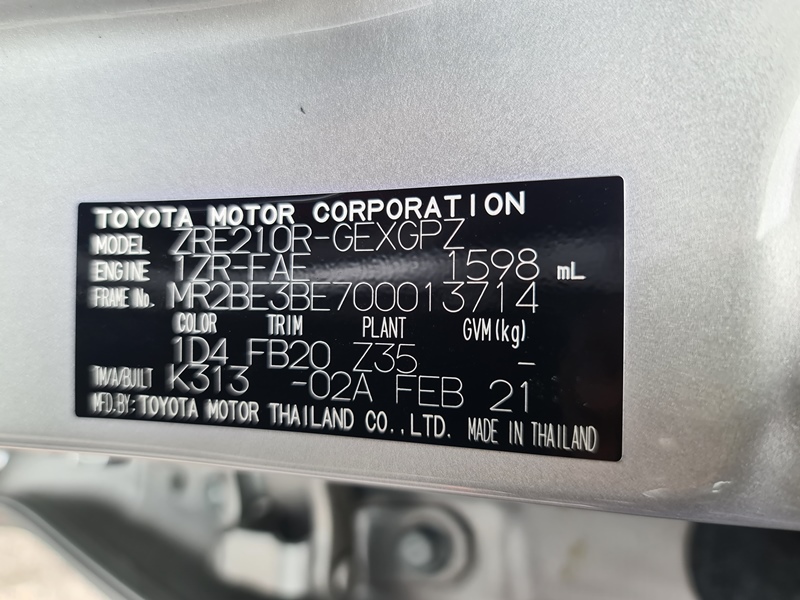 TOYOTA MOTOR CORPORATION
MODEL ZRE210R-GEXGPZ
ENGINE 1ZR-FAE 1598 mL
FRAME No. MR2BE3BE700013714
COLOR TRIM PLANT GVM(kg)
1D4 FB20 Z35 -
TM/A/BUILT K313 -02A FEB 21
MFD.BY: TOYOTA MOTOR THAILAND CO.,LTD. MADE IN THAILAND